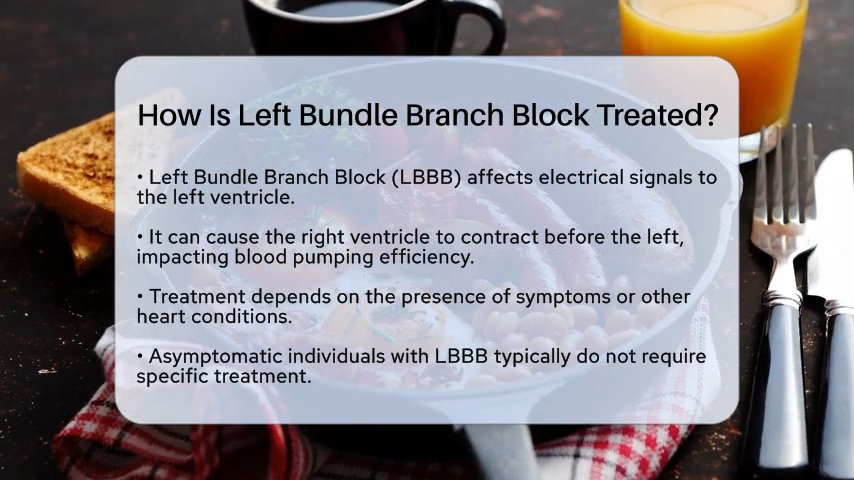 How Is Left Bundle Branch Block Treated?
• Left Bundle Branch Block (LBBB) affects electrical signals to
the left ventricle.
• It can cause the right ventricle to contract before the left,
impacting blood pumping efficiency.
• Treatment depends on the presence of symptoms or other
heart conditions.
• Asymptomatic individuals with LBBB typically do not require
specific treatment.